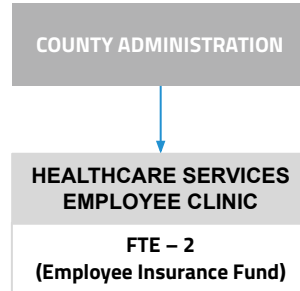 COUNTY ADMINISTRATION
HEALTHCARE SERVICES
EMPLOYEE CLINIC
FTE – 2
(Employee Insurance Fund)